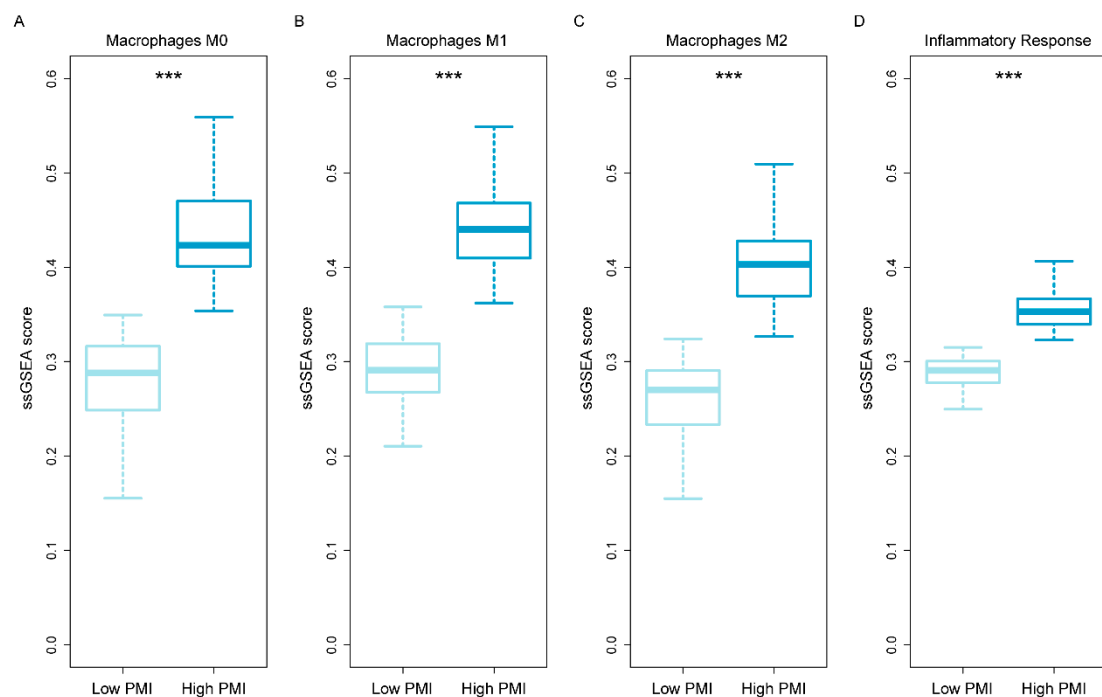 A
Macrophages M0
***
ssGSEA score
0.6
0.5
0.4
0.3
0.2
0.1
0.0
Low PMI
High PMI
B
Macrophages M1
***
ssGSEA score
0.6
0.5
0.4
0.3
0.2
0.1
0.0
Low PMI
High PMI
C
Macrophages M2
***
ssGSEA score
0.6
0.5
0.4
0.3
0.2
0.1
0.0
Low PMI
High PMI
D
Inflammatory Response
***
ssGSEA score
0.6
0.5
0.4
0.3
0.2
0.1
0.0
Low PMI
High PMI